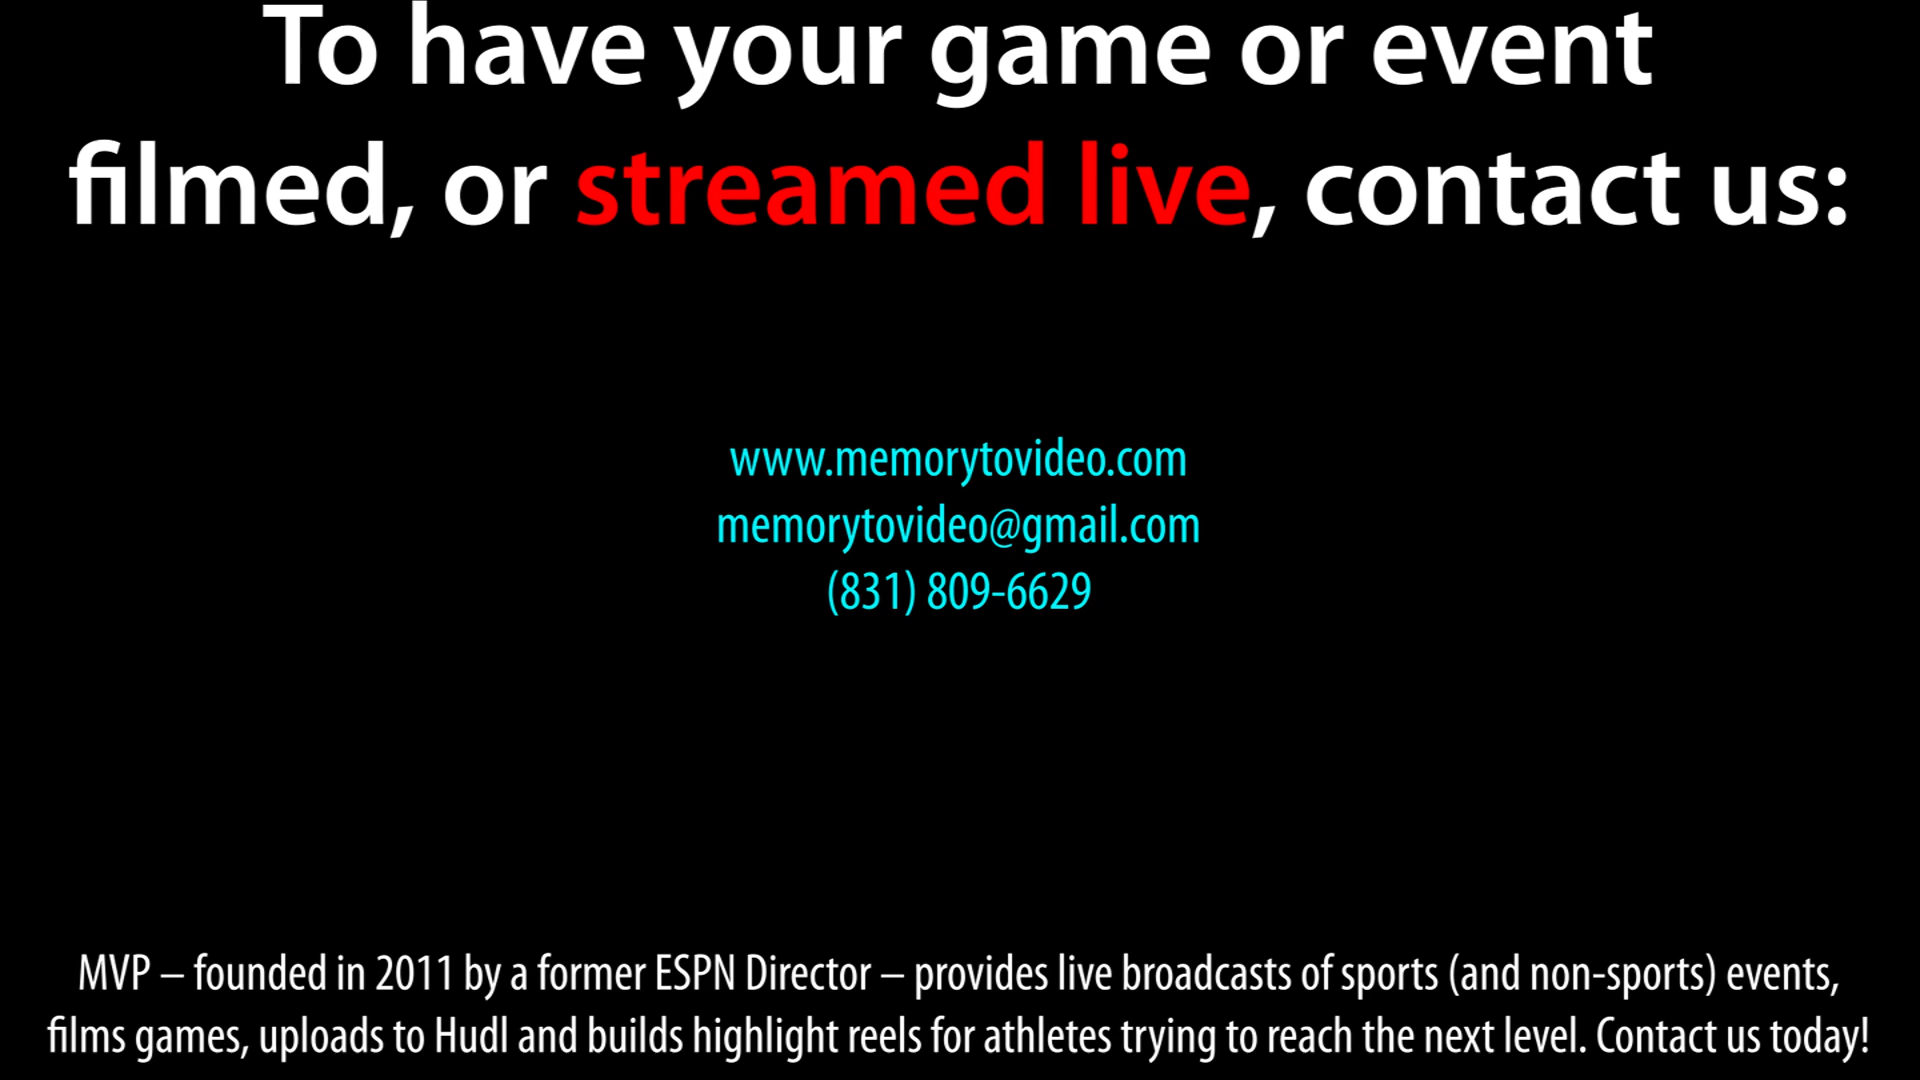 To have your game or event
filmed, or streamed live, contact us:
www.memorytovideo.com
memorytovideo@gmail.com
(831) 809-6629
MVP – founded in 2011 by a former ESPN Director – provides live broadcasts of sports (and non-sports) events,
films games, uploads to Hudl and builds highlight reels for athletes trying to reach the next level. Contact us today!